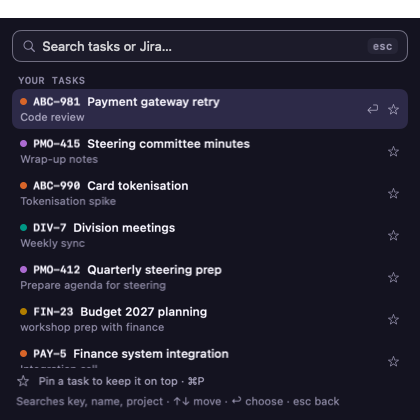 Search tasks or Jira... esc
YOUR TASKS
ABC-981 Payment gateway retry
Code review
PMO-415 Steering committee minutes
Wrap-up notes
ABC-990 Card tokenisation
Tokenisation spike
DIV-7 Division meetings
Weekly sync
PMO-412 Quarterly steering prep
Prepare agenda for steering
FIN-23 Budget 2027 planning
workshop prep with finance
PAY-5 Finance system integration
Pin a task to keep it on top · ⌘P
Searches key, name, project · ↑↓ move · ↩ choose · esc back